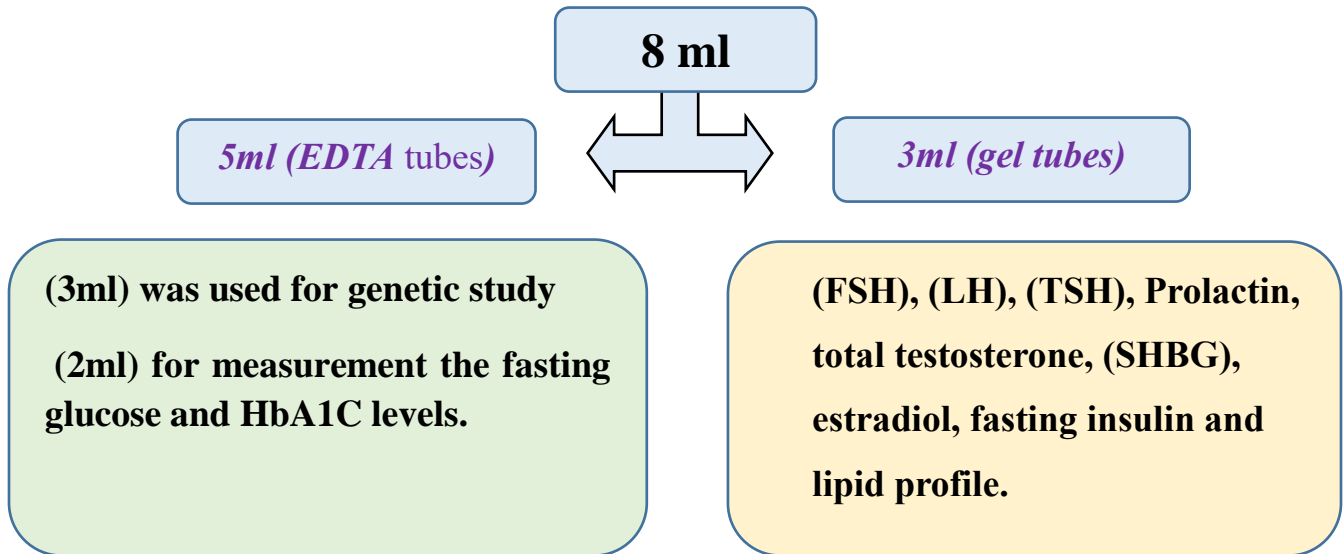 8 ml
5ml (EDTA tubes)
3ml (gel tubes)
(3ml) was used for genetic study
(2ml) for measurement the fasting
glucose and HbA1C levels.
(FSH), (LH), (TSH), Prolactin,
total testosterone, (SHBG),
estradiol, fasting insulin and
lipid profile.